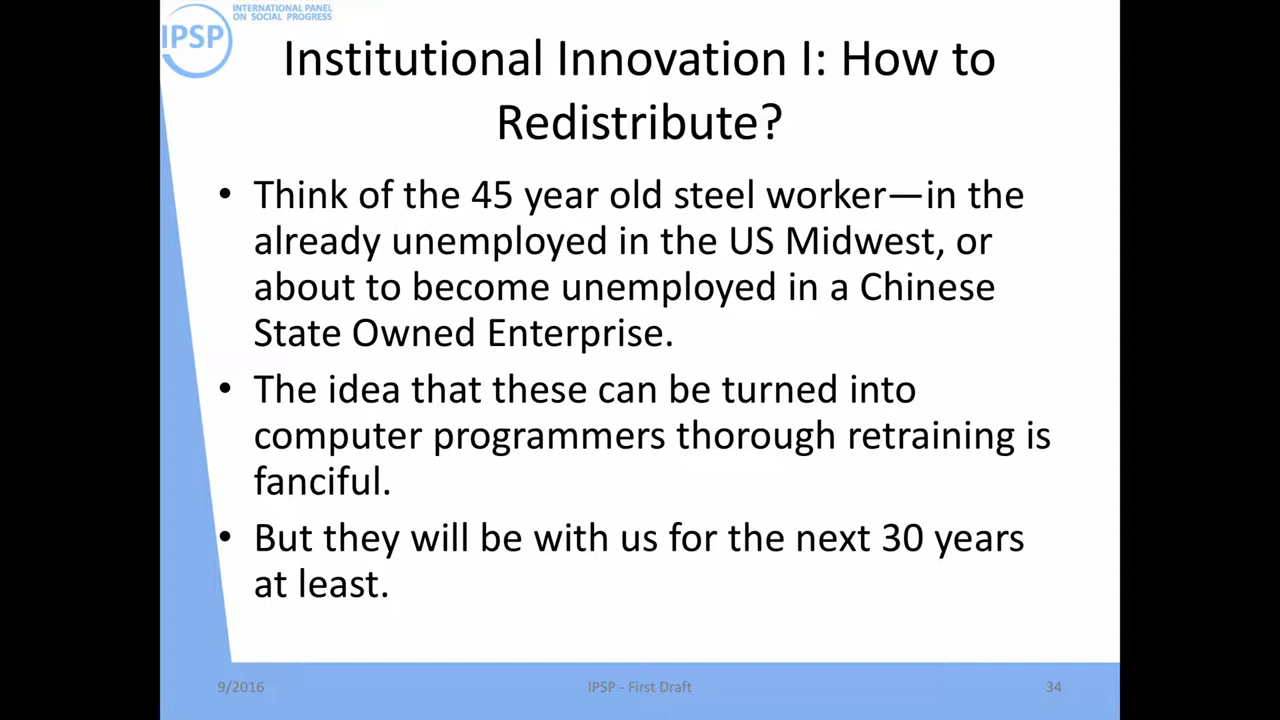 INTERNATIONAL PANEL
ON SOCIAL PROGRESS
IPSP
Institutional Innovation I: How to
Redistribute?
• Think of the 45 year old steel worker—in the
already unemployed in the US Midwest, or
about to become unemployed in a Chinese
State Owned Enterprise.
• The idea that these can be turned into
computer programmers thorough retraining is
fanciful.
• But they will be with us for the next 30 years
at least.
9/2016
IPSP - First Draft
34